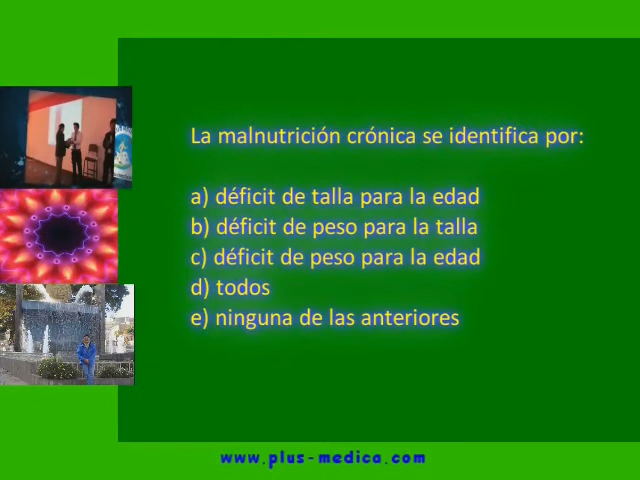 La malnutrición crónica se identifica por:
a) déficit de talla para la edad
b) déficit de peso para la talla
c) déficit de peso para la edad
d) todos
e) ninguna de las anteriores
www.plus-medica.com